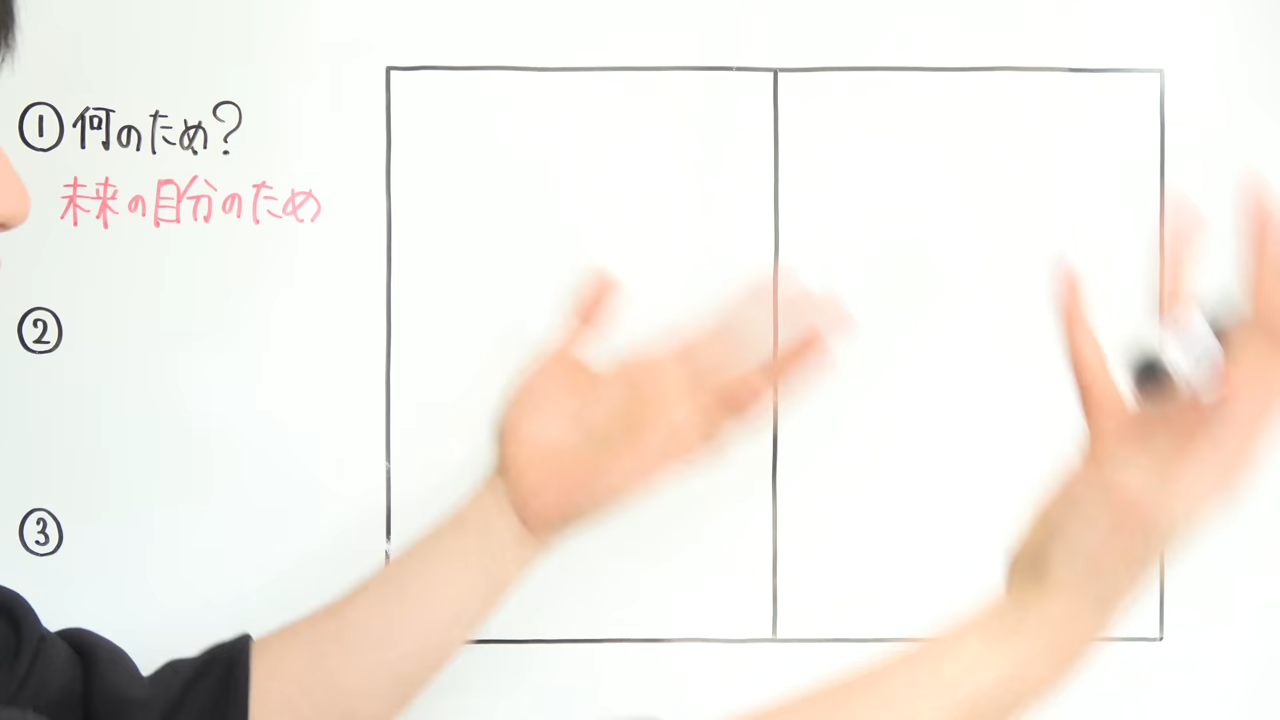 ①何のため？
未来の自分のため
②
③